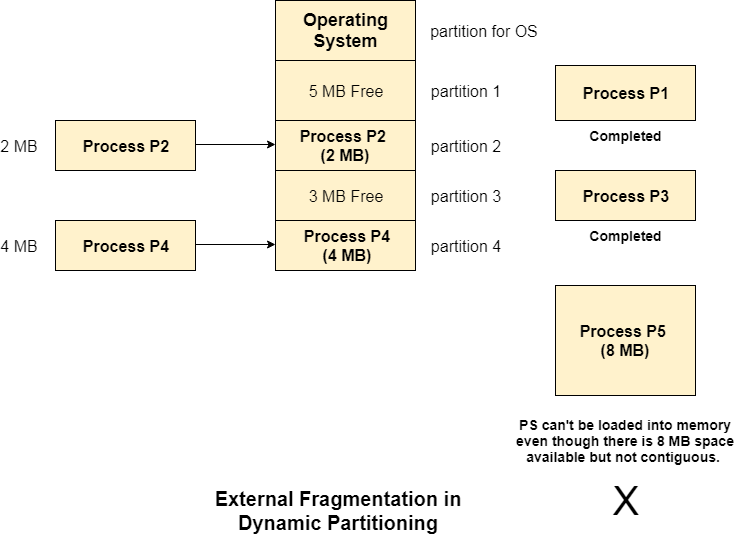 Operating
System
partition for OS
5 MB Free
partition 1
Process P1
Completed
2 MB
Process P2
Process P2
(2 MB)
partition 2
3 MB Free
partition 3
Process P3
Completed
4 MB
Process P4
Process P4
(4 MB)
partition 4
Process P5
(8 MB)
PS can't be loaded into memory
even though there is 8 MB space
available but not contiguous.
External Fragmentation in
Dynamic Partitioning
X